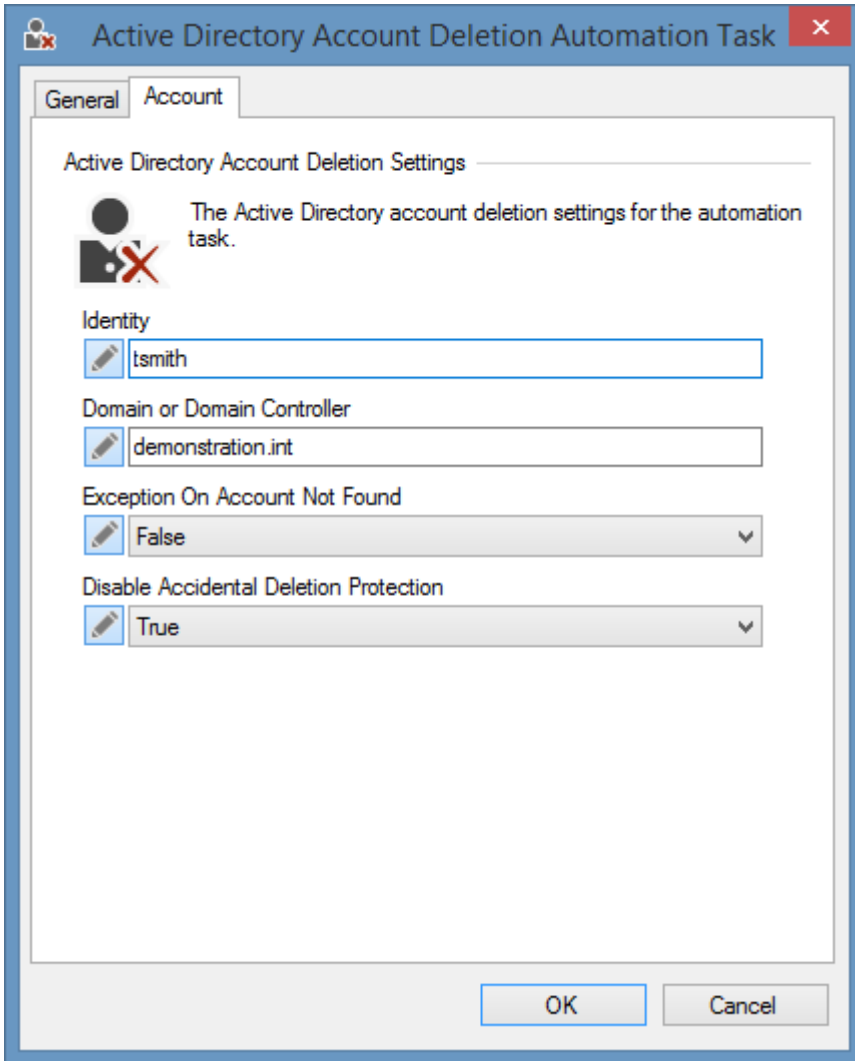 Active Directory Account Deletion Automation Task
General
Account
Active Directory Account Deletion Settings
The Active Directory account deletion settings for the automation
task.
Identity
tsmith
Domain or Domain Controller
demonstration.int
Exception On Account Not Found
False
Disable Accidental Deletion Protection
True
OK
Cancel